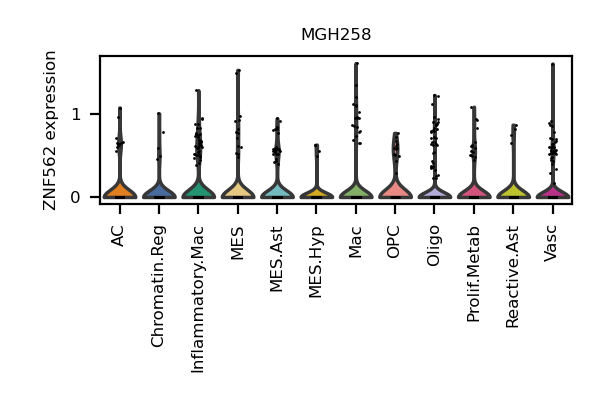 MGH258
ZNF562 expression
1
0
AC
Chromatin.Reg
Inflammatory.Mac
MES
MES.Ast
MES.Hyp
Mac
OPC
Oligo
Prolif.Metab
Reactive.Ast
Vasc